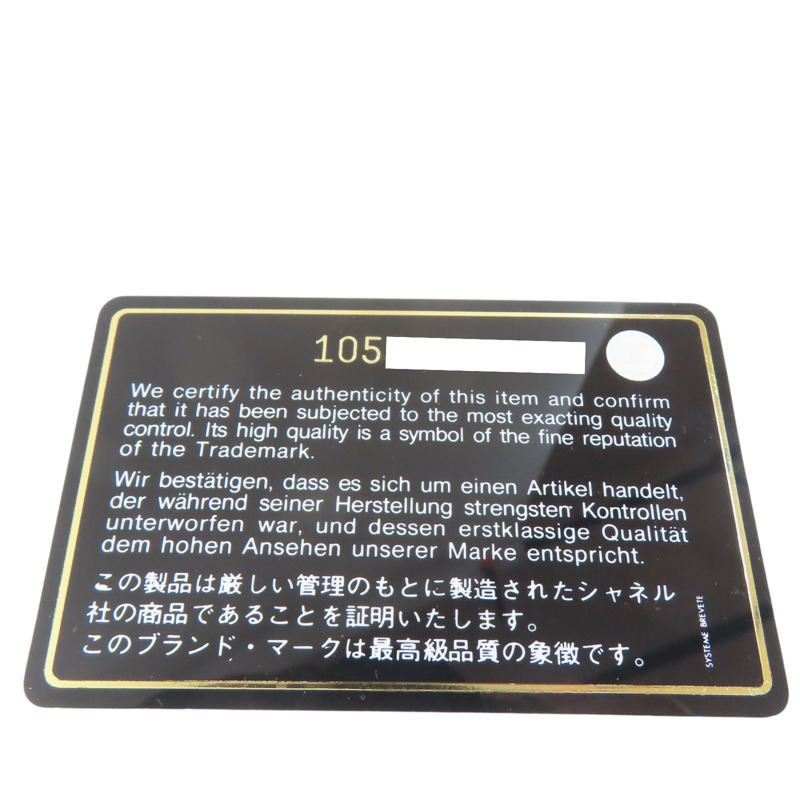 105
We certify the authenticity of this item and confirm
that it has been subjected to the most exacting quality
control. Its high quality is a symbol of the fine reputation
of the Trademark.
Wir bestätigen, dass es sich um einen Artikel handelt,
der während seiner Herstellung strengsten Kontrollen
unterworfen war, und dessen erstklassige Qualität
dem hohen Ansehen unserer Marke entspricht.
この製品は厳しい管理のもとに製造されたシャネル
社の商品であることを証明いたします。
このブランド・マークは最高級品質の象徴です。
SYSTEME BREVETE